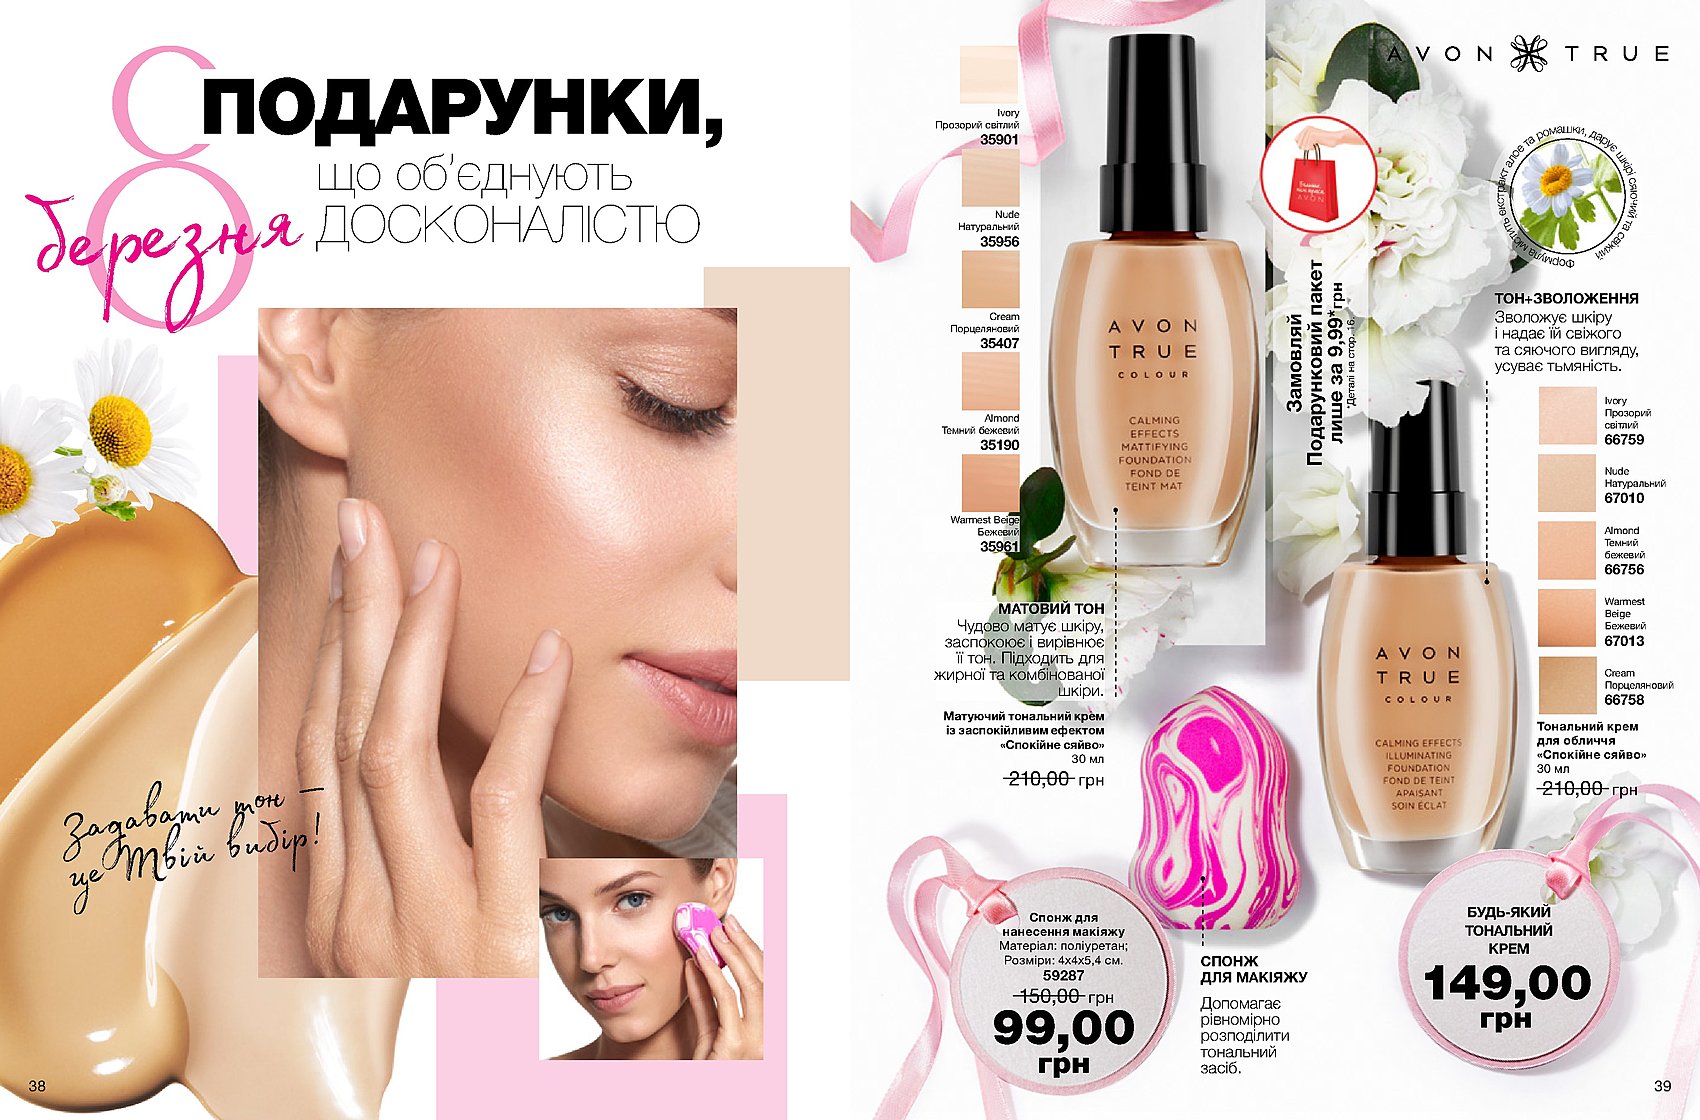 8
березня
ПОДАРУНКИ,
що об’єднують
ДОСКОНАЛІСТЮ
Задавати тон –
це Твій вибір!
38
AVON TRUE
Ivory
Прозорий світлий
35901
Nude
Натуральний
35956
Cream
Порцеляновий
35407
Almond
Темний бежевий
35190
Warmest Beige
Бежевий
35961
AVON
TRUE
COLOUR
CALMING
EFFECTS
MATTIFYING
FOUNDATION
FOND DE
TEINT MAT
МАТОВИЙ ТОН
Чудово матує шкіру,
заспокоює і вирівнює
її тон. Підходить для
жирної та комбінованої
шкіри.
Матуючий тональний крем
із заспокійливим ефектом
«Спокійне сяйво»
30 мл
210,00 грн
AVON
Замовляй
Подарунковий пакет
лише за 9,99*грн
*Деталі на стор. 16.
Формула містить екстракт алое та ромашки, дарує шкірі сяючий та свіжий
ТОН+ЗВОЛОЖЕННЯ
Зволожує шкіру
і надає їй свіжого
та сяючого вигляду,
усуває тьмяність.
Ivory
Прозорий
світлий
66759
Nude
Натуральний
67010
Almond
Темний
бежевий
66756
Warmest
Beige
Бежевий
67013
Cream
Порцеляновий
66758
AVON
TRUE
COLOUR
CALMING EFFECTS
ILLUMINATING
FOUNDATION
FOND DE TEINT
APAISANT
SOIN ÉCLAT
Тональний крем
для обличчя
«Спокійне сяйво»
30 мл
210,00 грн
Спонж для
нанесення макіяжу
Матеріал: поліуретан;
Розміри: 4х4х5,4 см.
59287
150,00 грн
99,00
грн
СПОНЖ
ДЛЯ МАКІЯЖУ
Допомагає
рівномірно
розподілити
тональний
засіб.
БУДЬ-ЯКИЙ
ТОНАЛЬНИЙ
КРЕМ
149,00
грн
39